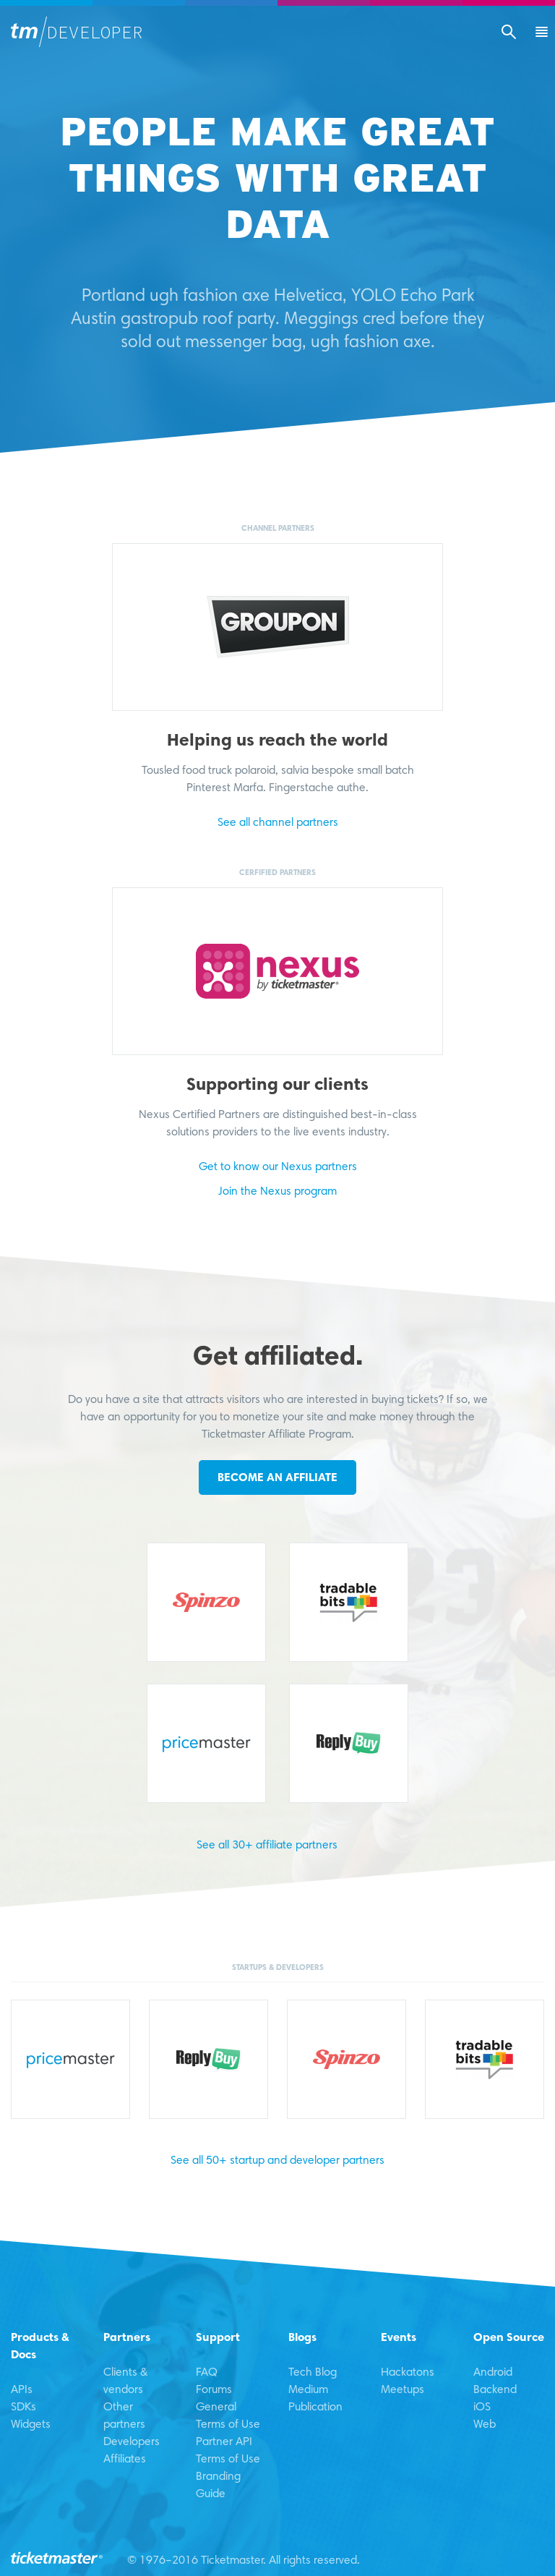 tm/DEVELOPER
PEOPLE MAKE GREAT
THINGS WITH GREAT
DATA
Portland ugh fashion axe Helvetica, YOLO Echo Park
Austin gastropub roof party. Meggings cred before they
sold out messenger bag, ugh fashion axe.
CHANNEL PARTNERS
GROUPON
Helping us reach the world
Tousled food truck polaroid, salvia bespoke small batch
Pinterest Marfa. Fingerstache authe.
See all channel partners
CERFIFIED PARTNERS
nexus
by ticketmaster®
Supporting our clients
Nexus Certified Partners are distinguished best-in-class
solutions providers to the live events industry.
Get to know our Nexus partners
Join the Nexus program
Get affiliated.
Do you have a site that attracts visitors who are interested in buying tickets? If so, we
have an opportunity for you to monetize your site and make money through the
Ticketmaster Affiliate Program.
BECOME AN AFFILIATE
Spinzo
tradable
bits
pricemaster
ReplyBuy
23
See all 30+ affiliate partners
STARTUPS & DEVELOPERS
pricemaster
ReplyBuy
Spinzo
tradable
bits
See all 50+ startup and developer partners
Products &
Docs
APIs
SDKs
Widgets
Partners
Clients &
vendors
Other
partners
Developers
Affiliates
Support
FAQ
Forums
General
Terms of Use
Partner API
Terms of Use
Branding
Guide
Blogs
Tech Blog
Medium
Publication
Events
Hackatons
Meetups
Open Source
Android
Backend
iOS
Web
ticketmaster®
© 1976–2016 Ticketmaster. All rights reserved.